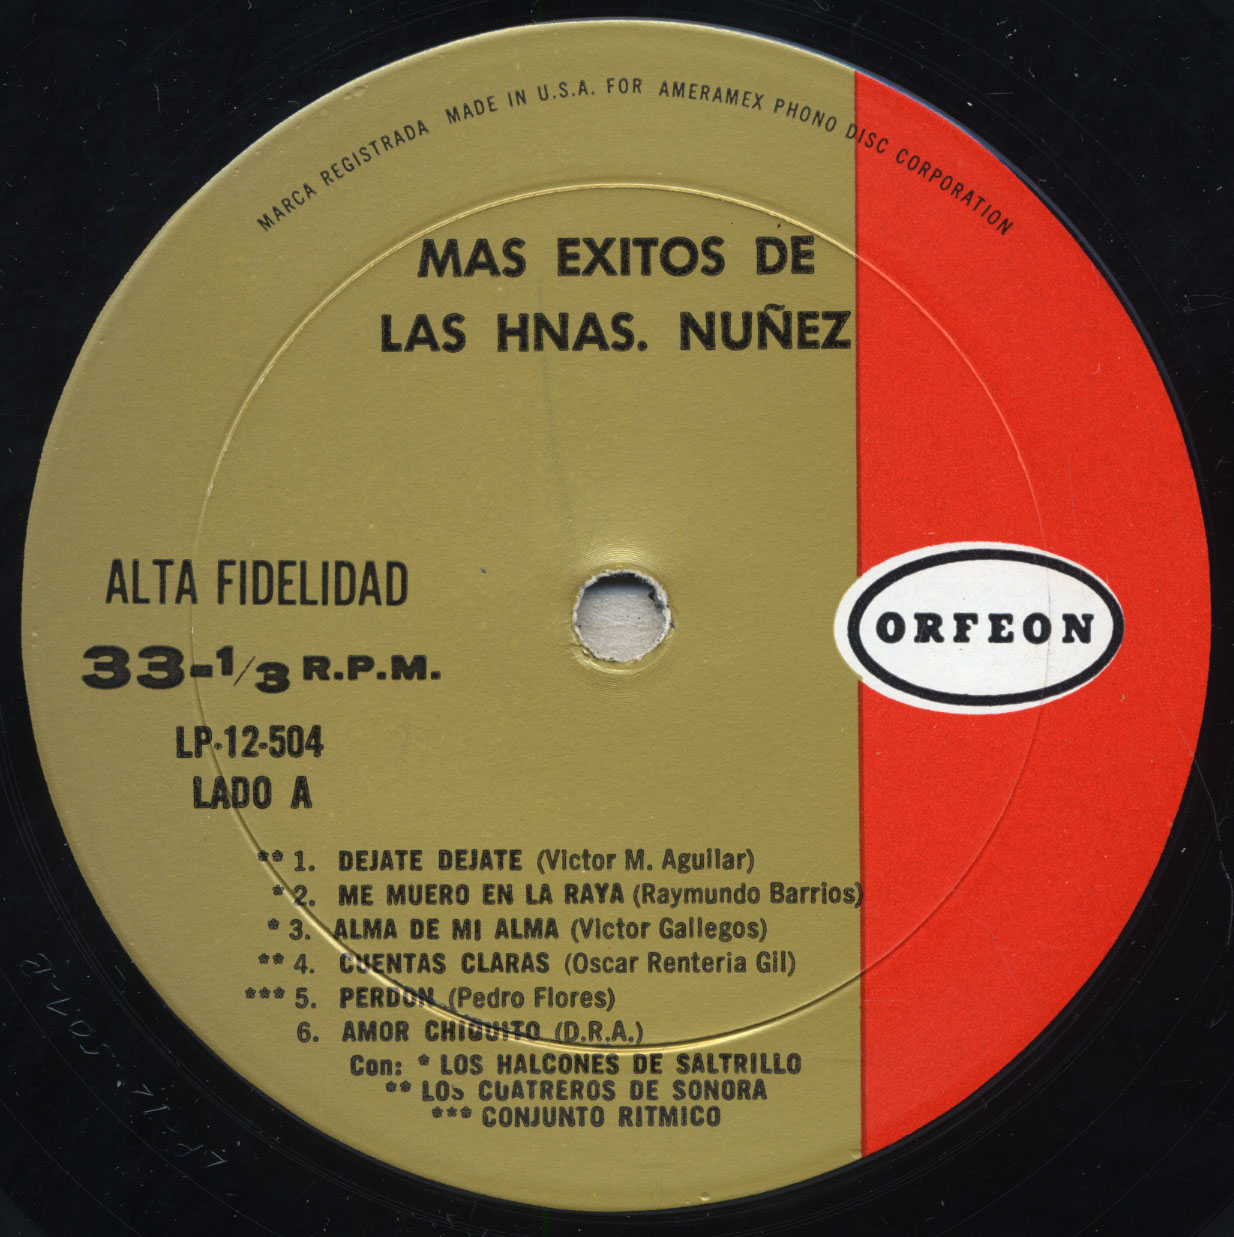 MARCA REGISTRADA MADE IN U.S.A. FOR AMERAMEX PHONO DISC CORPORATION
MAS EXITOS DE
LAS HNAS. NUÑEZ
ALTA FIDELIDAD
33-1/3 R.P.M.
ORFEON
LP-12-504
LADO A
** 1. DEJATE DEJATE (Victor M. Aguilar)
* 2. ME MUERO EN LA RAYA (Raymundo Barrios)
* 3. ALMA DE MI ALMA (Victor Gallegos)
** 4. CUENTAS CLARAS (Oscar Renteria Gil)
*** 5. PERDON (Pedro Flores)
6. AMOR CHIQUITO (D.R.A.)
Con: * LOS HALCONES DE SALTRILLO
** LOS CUATREROS DE SONORA
*** CONJUNTO RITMICO